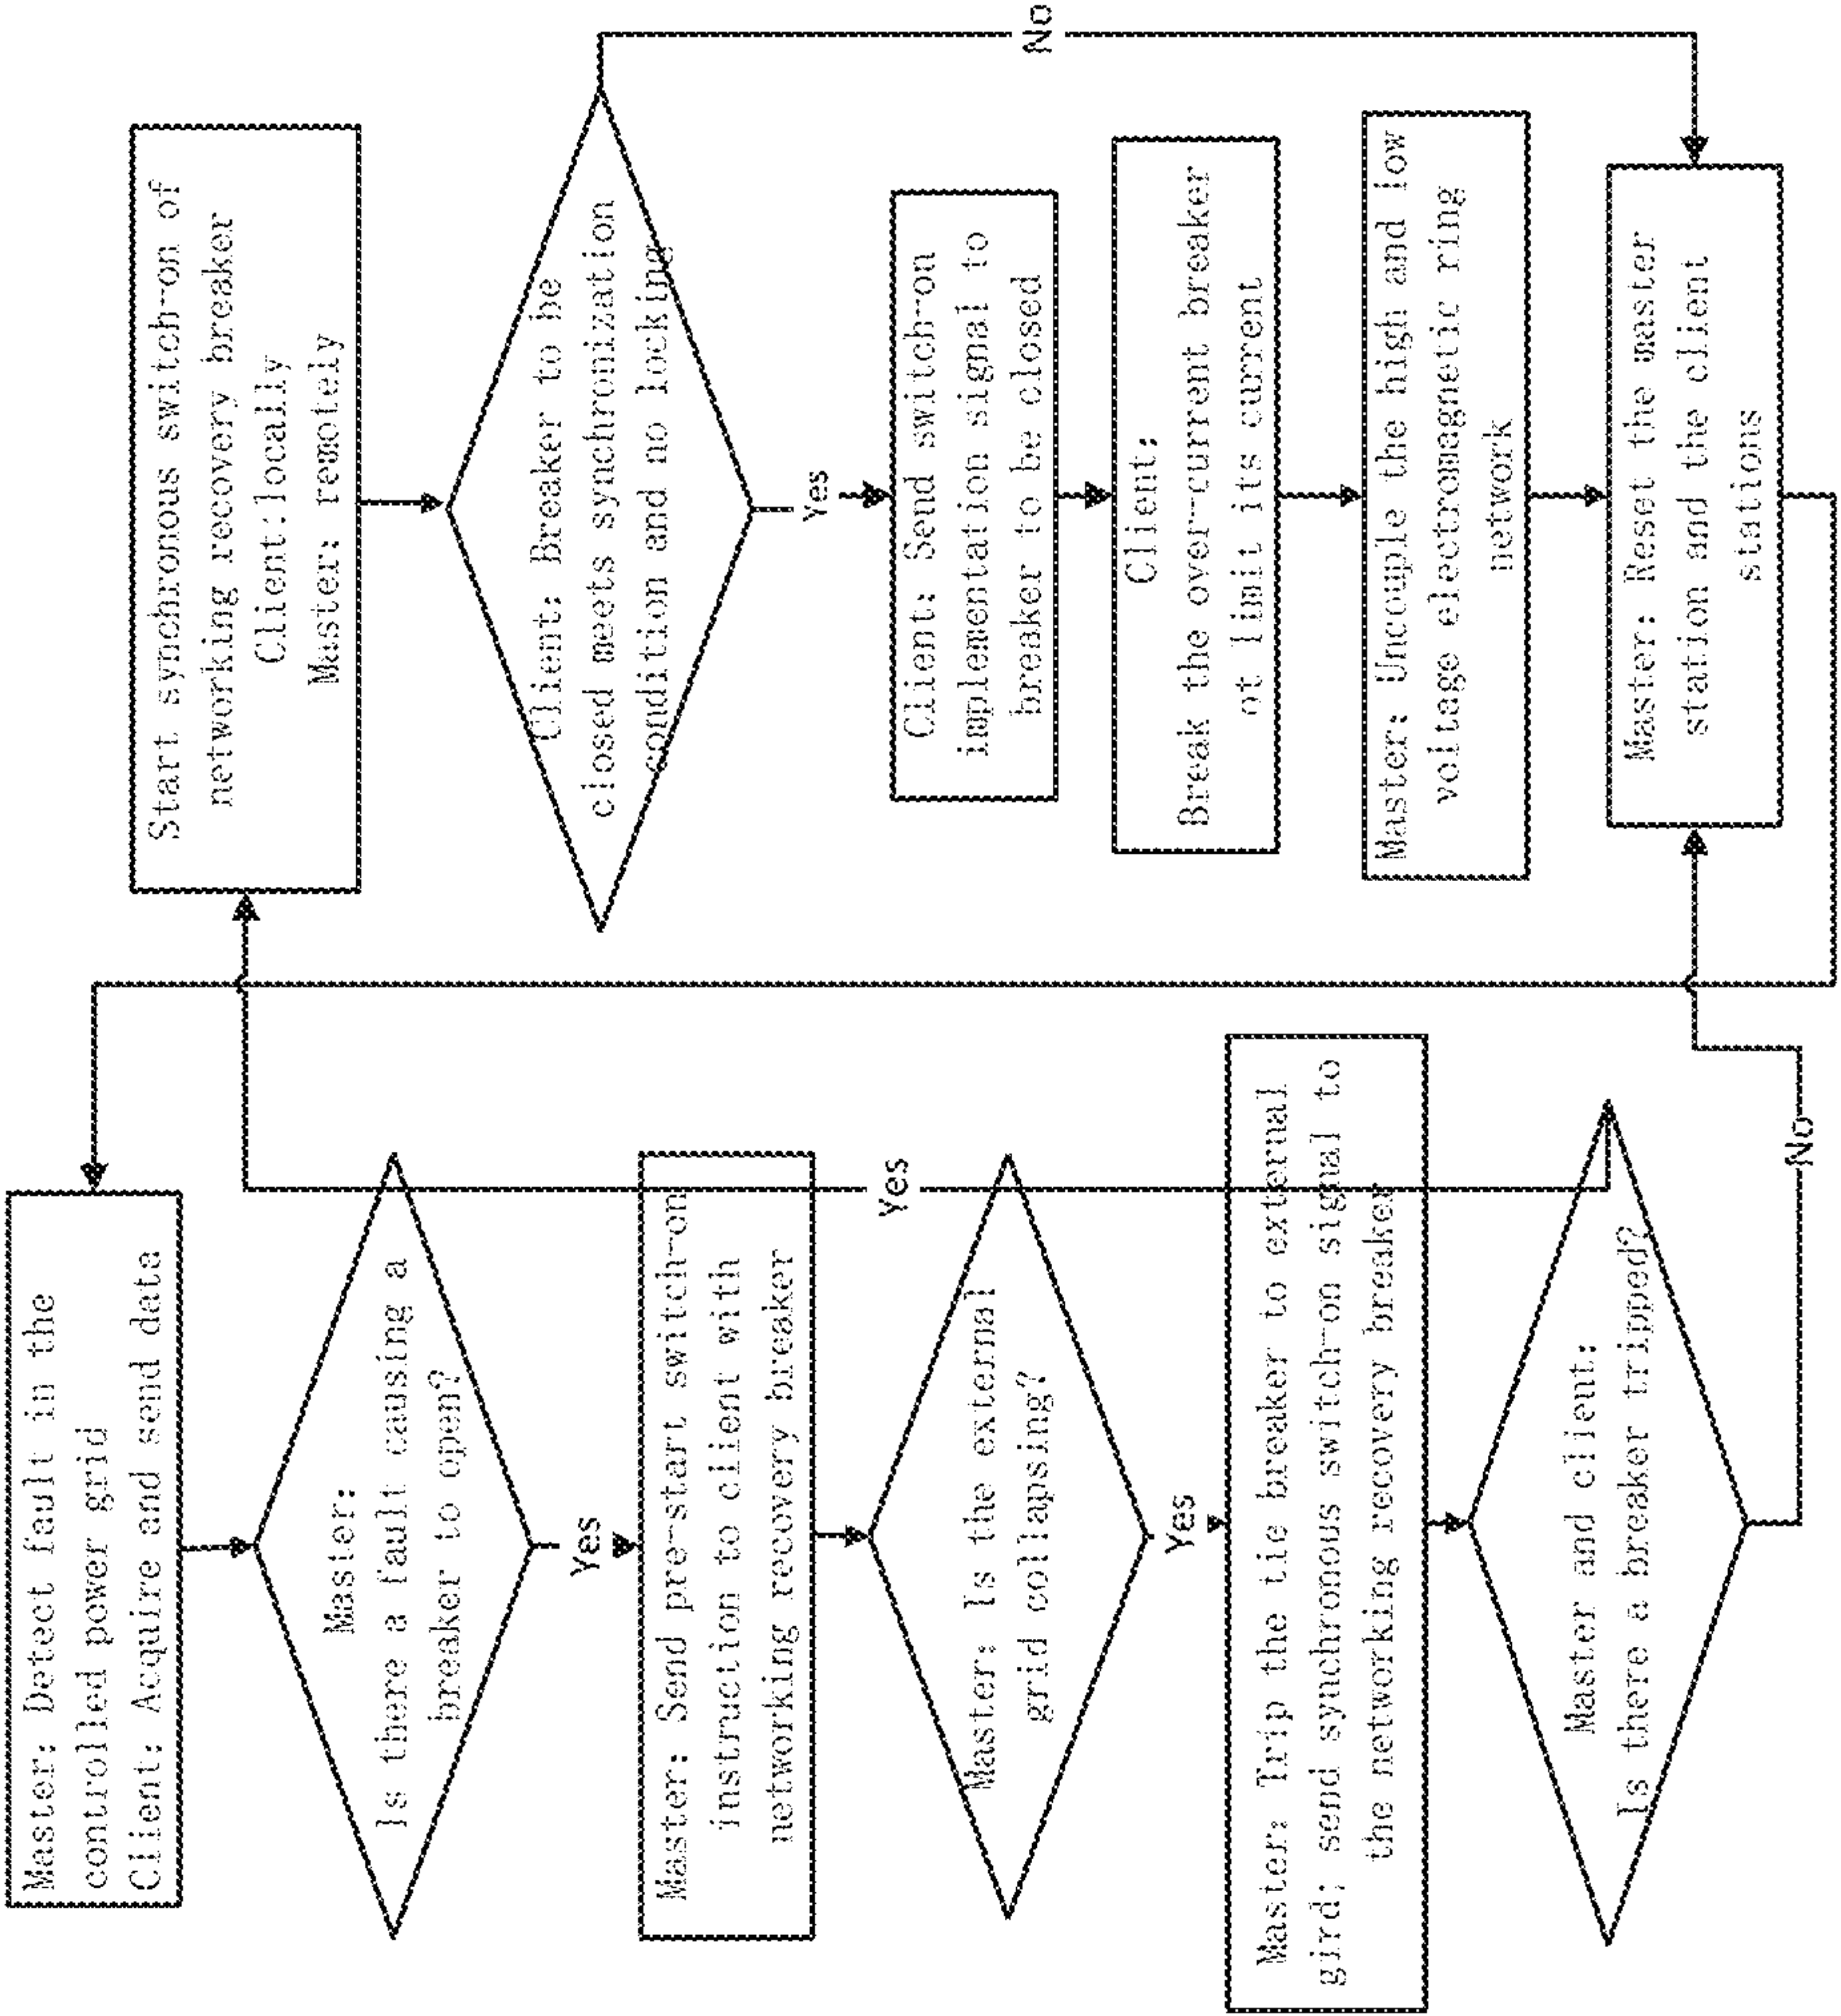 Master: Detect fault in the
controlled power grid
Client: Acquire and send data
Master:
Is there a fault causing a
breaker to open?
Yes
Master: Send pre-start switch-on
instruction to client with
networking recovery breaker
Master: Is the external
grid collapsing?
Yes
Master: Trip the tie breaker to external
gird; send synchronous switch-on signal to
the networking recovery breaker
Master and client:
Is there a breaker tripped?
No
Yes
Start synchronous switch-on of
networking recovery breaker
Client:locally
Master: remotely
Client: Breaker to be
closed meets synchronization
condition and no locking
No
Yes
Client: Send switch-on
implementation signal to
breaker to be closed
Client:
Break the over-current breaker
ot limit its current
Master: Uncouple the high and low
voltage electromagnetic ring
network
Master: Reset the master
station and the client
stations